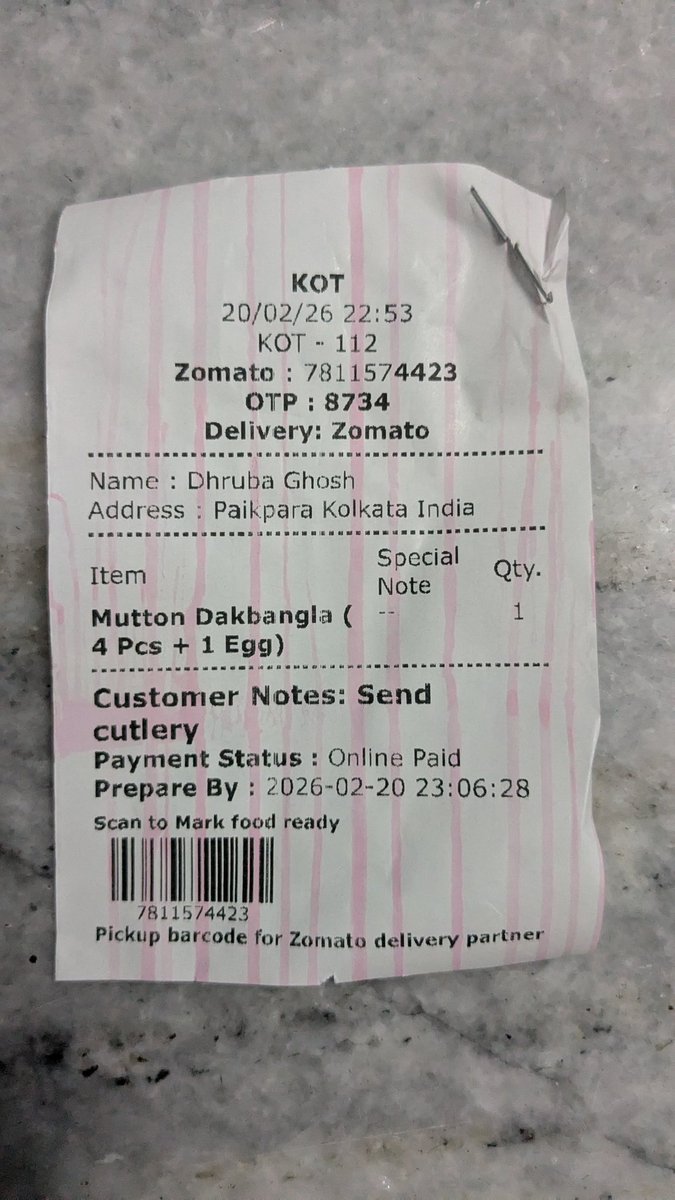 KOT
20/02/26 22:53
KOT - 112
Zomato : 7811574423
OTP : 8734
Delivery: Zomato
Name : Dhruba Ghosh
Address : Paikpara Kolkata India
Item Special Note Qty.
Mutton Dakbangla ( -- 1
4 Pcs + 1 Egg)
Customer Notes: Send
cutlery
Payment Status : Online Paid
Prepare By : 2026-02-20 23:06:28
Scan to Mark food ready
7811574423
Pickup barcode for Zomato delivery partner